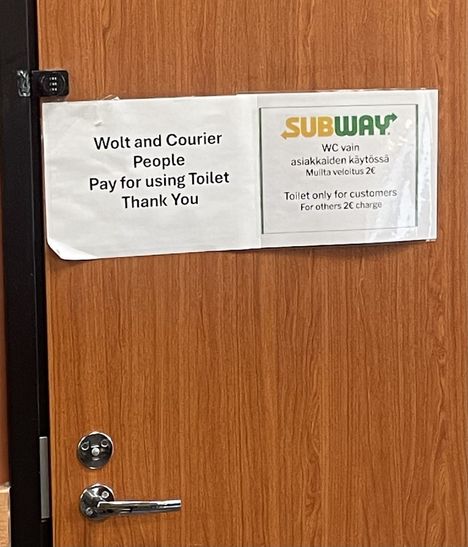 Wolt and Courier
People
Pay for using Toilet
Thank You
SUBWAY
WC vain
asiakkaiden käytössä
Muilta veloitus 2€
Toilet only for customers
For others 2€ charge